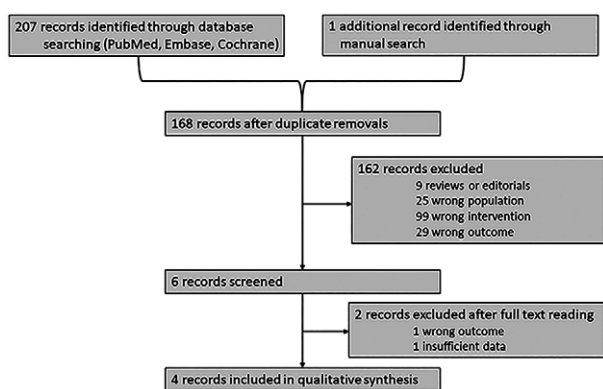 207 records identified through database
searching (PubMed, Embase, Cochrane)
1 additional record identified through
manual search
168 records after duplicate removals
162 records excluded
9 reviews or editorials
25 wrong population
99 wrong intervention
29 wrong outcome
6 records screened
2 records excluded after full text reading
1 wrong outcome
1 insufficient data
4 records included in qualitative synthesis